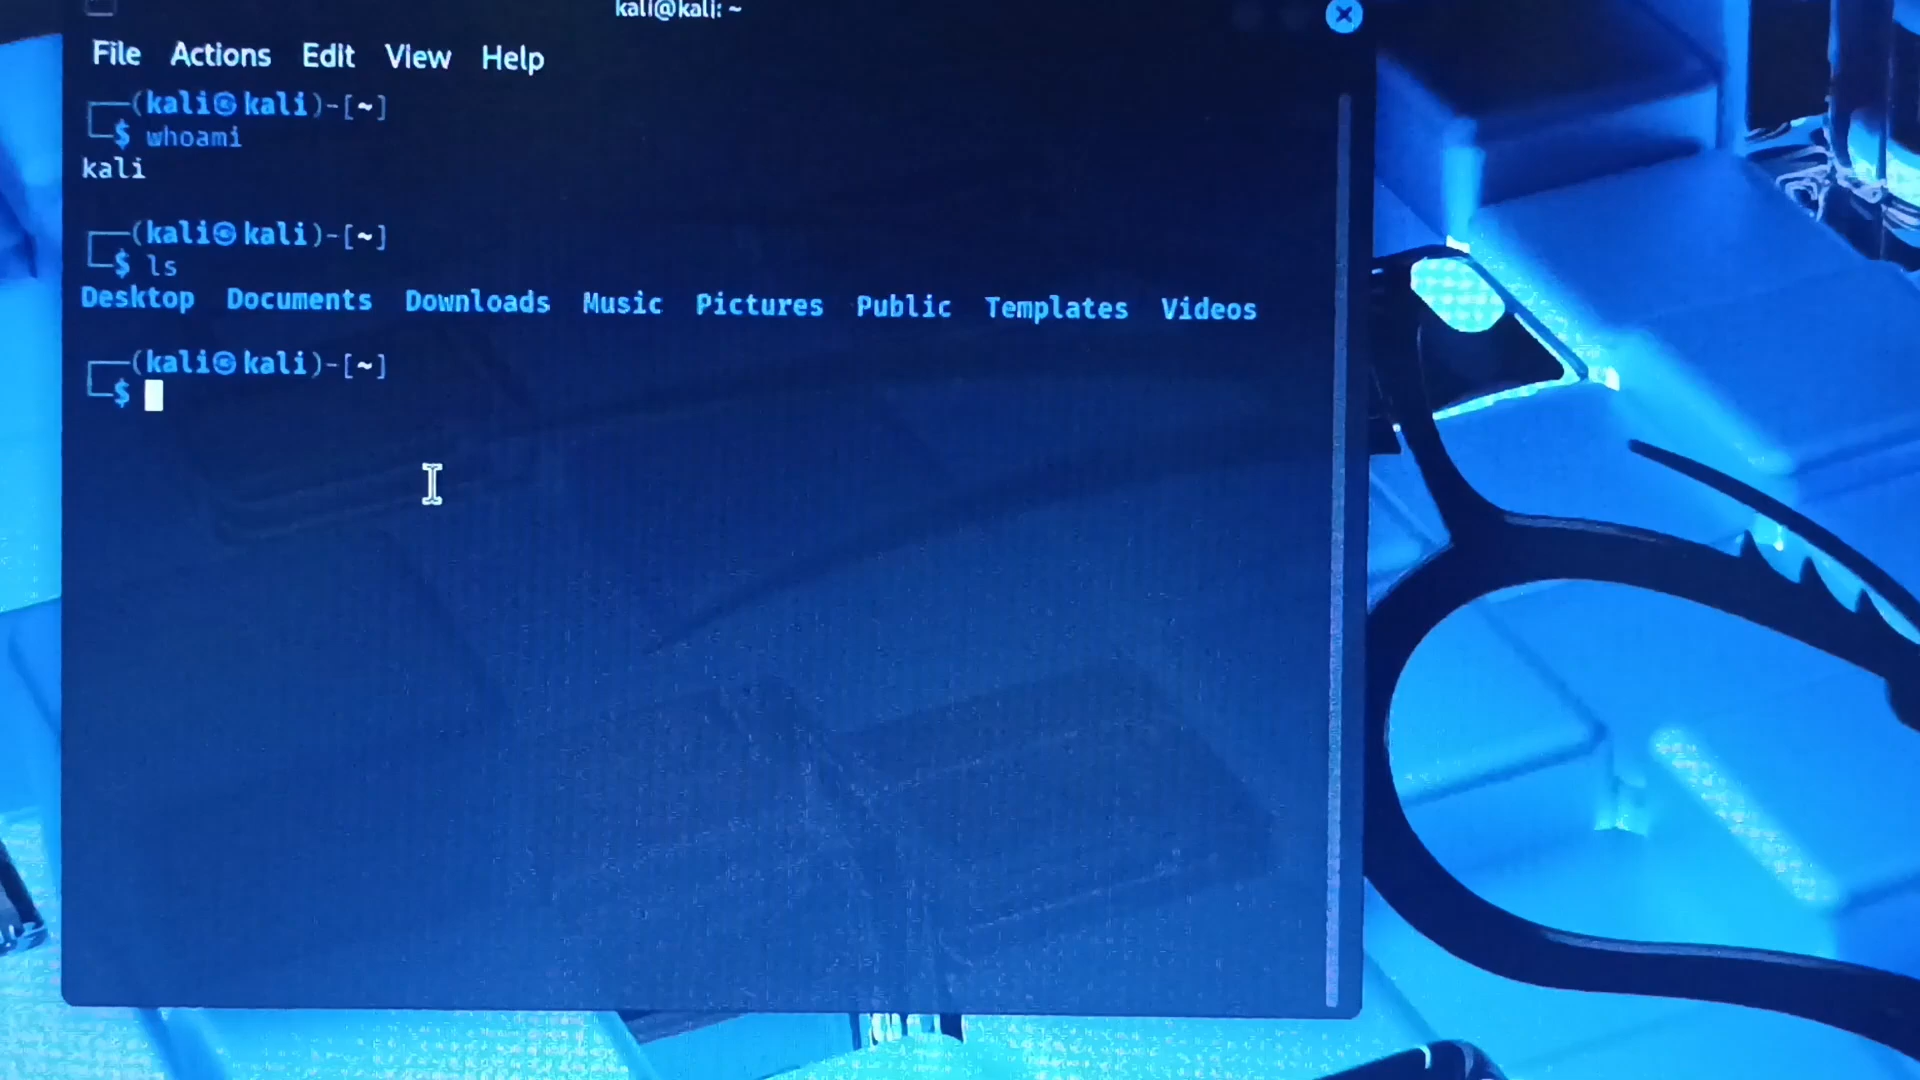 kali@kali: ~
File Actions Edit View Help
┌──(kali㉿kali)-[~]
└─$ whoami
kali
┌──(kali㉿kali)-[~]
└─$ ls
Desktop Documents Downloads Music Pictures Public Templates Videos
┌──(kali㉿kali)-[~]
└─$